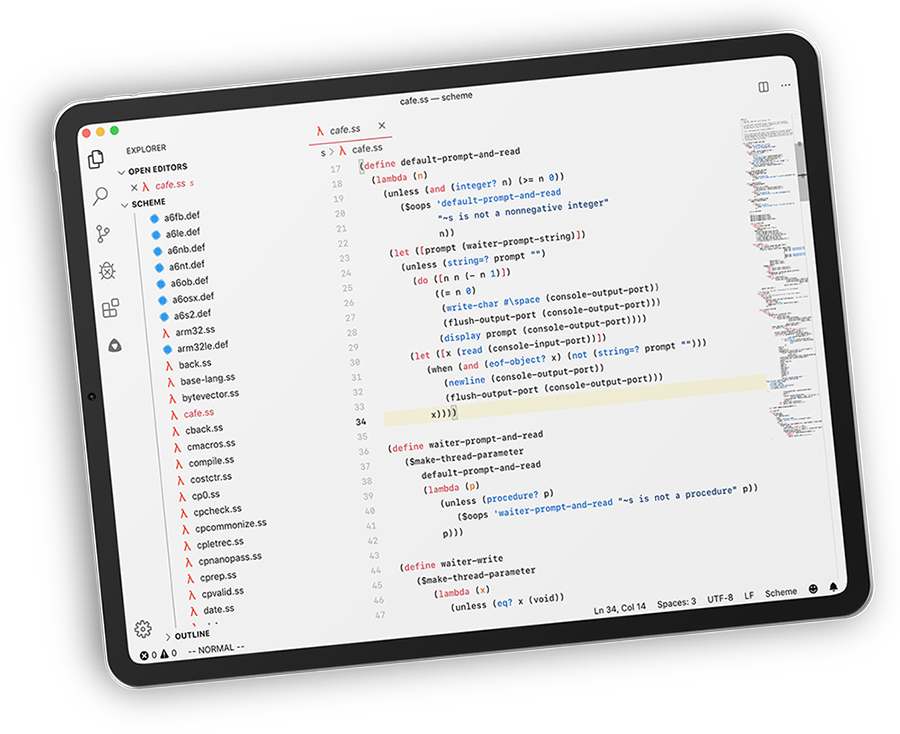 cafe.ss — scheme
EXPLORER
OPEN EDITORS
cafe.ss s
SCHEME
a6fb.def
a6le.def
a6nb.def
a6nt.def
a6ob.def
a6osx.def
a6s2.def
arm32.ss
arm32le.def
back.ss
base-lang.ss
bytevector.ss
cafe.ss
cback.ss
cmacros.ss
compile.ss
costctr.ss
cp0.ss
cpcheck.ss
cpcommonize.ss
cpletrec.ss
cpnanopass.ss
cprep.ss
cpvalid.ss
date.ss
OUTLINE
0 0 -- NORMAL --
λ cafe.ss
s > λ cafe.ss
17 (define default-prompt-and-read
18 (lambda (n)
19 (unless (and (integer? n) (>= n 0))
20 ($oops 'default-prompt-and-read
21 "~s is not a nonnegative integer"
22 n))
23 (let ([prompt (waiter-prompt-string)])
24 (unless (string=? prompt "")
25 (do ([n n (- n 1)])
26 ((= n 0)
27 (write-char #\space (console-output-port))
28 (flush-output-port (console-output-port)))
29 (display prompt (console-output-port))))
30 (let ([x (read (console-input-port))])
31 (when (and (eof-object? x) (not (string=? prompt "")))
32 (newline (console-output-port))
33 (flush-output-port (console-output-port)))
34 x))))
35
36 (define waiter-prompt-and-read
37 ($make-thread-parameter
38 default-prompt-and-read
39 (lambda (p)
40 (unless (procedure? p)
41 ($oops 'waiter-prompt-and-read "~s is not a procedure" p))
42 p)))
43
44 (define waiter-write
45 ($make-thread-parameter
46 (lambda (x)
47 (unless (eq? x (void))
Ln 34, Col 14 Spaces: 3 UTF-8 LF Scheme